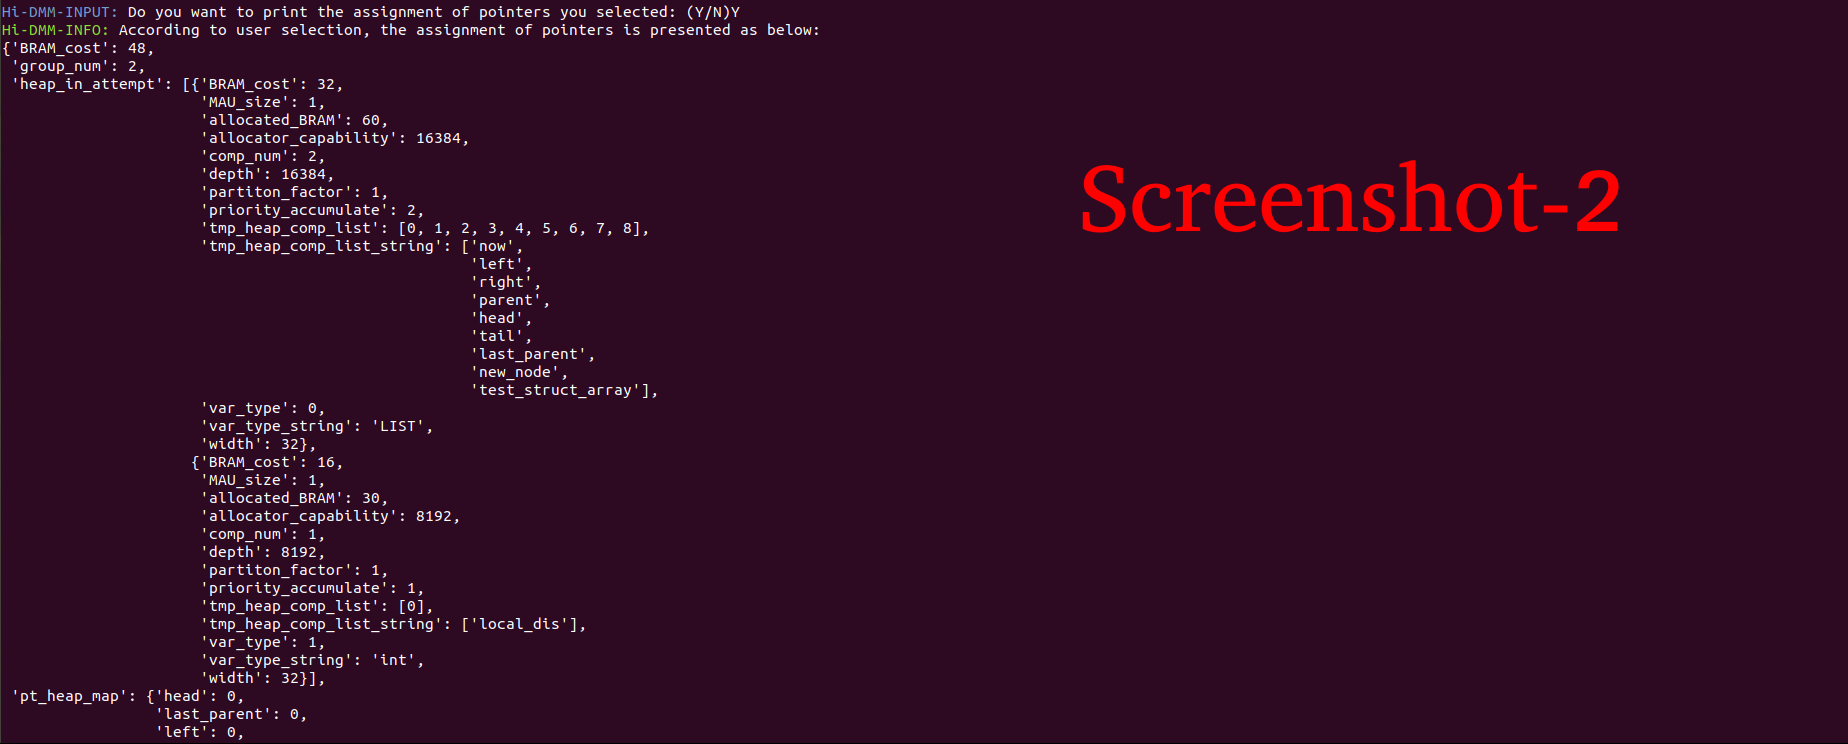 Hi-DMM-INPUT: Do you want to print the assignment of pointers you selected: (Y/N)Y
Hi-DMM-INFO: According to user selection, the assignment of pointers is presented as below:
{'BRAM_cost': 48,
 'group_num': 2,
 'heap_in_attempt': [{'BRAM_cost': 32,
                      'MAU_size': 1,
                      'allocated_BRAM': 60,
                      'allocator_capability': 16384,
                      'comp_num': 2,
                      'depth': 16384,
                      'partiton_factor': 1,
                      'priority_accumulate': 2,
                      'tmp_heap_comp_list': [0, 1, 2, 3, 4, 5, 6, 7, 8],
                      'tmp_heap_comp_list_string': ['now',
                                                    'left',
                                                    'right',
                                                    'parent',
                                                    'head',
                                                    'tail',
                                                    'last_parent',
                                                    'new_node',
                                                    'test_struct_array'],
                      'var_type': 0,
                      'var_type_string': 'LIST',
                      'width': 32},
                     {'BRAM_cost': 16,
                      'MAU_size': 1,
                      'allocated_BRAM': 30,
                      'allocator_capability': 8192,
                      'comp_num': 1,
                      'depth': 8192,
                      'partiton_factor': 1,
                      'priority_accumulate': 1,
                      'tmp_heap_comp_list': [0],
                      'tmp_heap_comp_list_string': ['local_dis'],
                      'var_type': 1,
                      'var_type_string': 'int',
                      'width': 32}],
 'pt_heap_map': {'head': 0,
                 'last_parent': 0,
                 'left': 0,
Screenshot-2